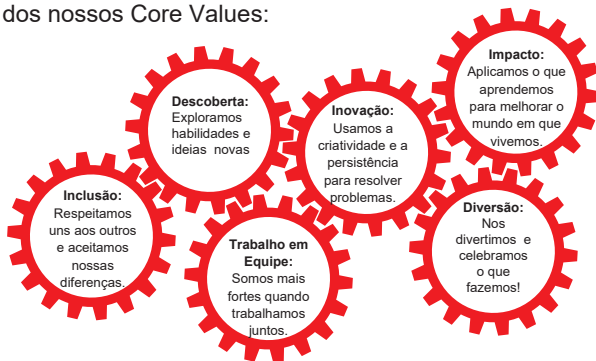 dos nossos Core Values:
Impacto:
Aplicamos o que
aprendemos
para melhorar o
mundo em que
vivemos.
Descoberta:
Exploramos
habilidades e
ideias novas
Inovação:
Usamos a
criatividade e a
persistência
para resolver
problemas.
Inclusão:
Respeitamos
uns aos outros
e aceitamos
nossas
diferenças.
Trabalho em
Equipe:
Somos mais
fortes quando
trabalhamos
juntos.
Diversão:
Nos
divertimos e
celebramos
o que
fazemos!